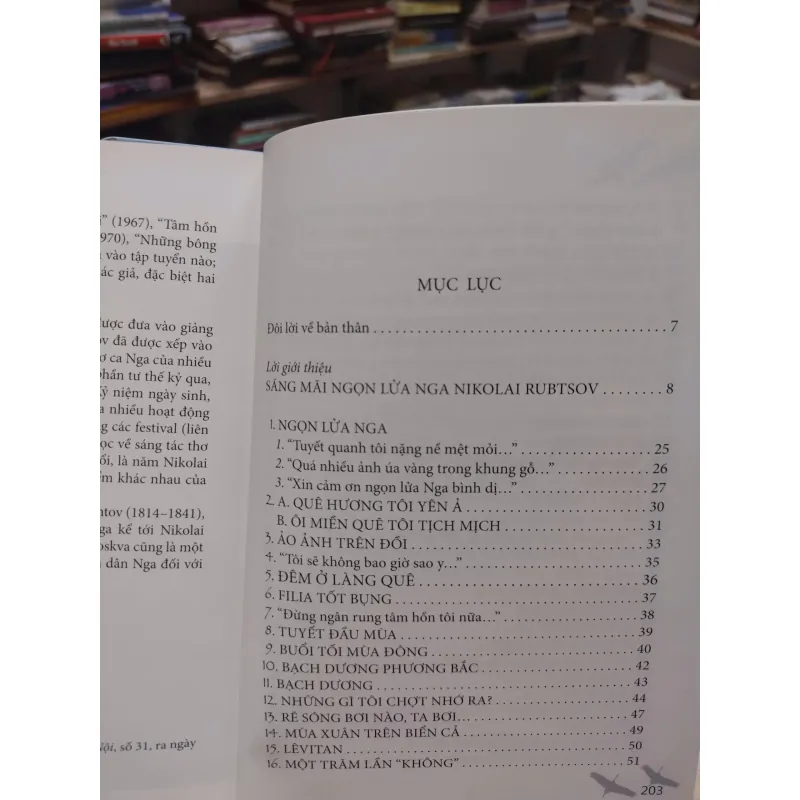 ” (1967), “Tâm hồn
970), “Những bông
vào tập tuyển nào;
ác giả, đặc biệt hai
được đưa vào giảng
ov đã được xếp vào
ơ ca Nga của nhiều
phần tư thế kỷ qua,
kỷ niệm ngày sinh,
a nhiều hoạt động
ng các festival (liên
ọc về sáng tác thơ
ối, là năm Nikolai
ểm khác nhau của
ntov (1814–1841),
ga kể tới Nikolai
oskva cũng là một
dân Nga đối với
Nội, số 31, ra ngày
MỤC LỤC
Đôi lời về bản thân ........ 7
Lời giới thiệu
SÁNG MÃI NGỌN LỬA NGA NIKOLAI RUBTSOV ........ 8
1. NGỌN LỬA NGA
1. “Tuyết quanh tôi nặng nề mệt mỏi…” ........ 25
2. “Quá nhiều ảnh úa vàng trong khung gỗ…” ........ 26
3. “Xin cảm ơn ngọn lửa Nga bình dị…” ........ 27
2. A. QUÊ HƯƠNG TÔI YÊN Ả ........ 30
B. ÔI MIỀN QUÊ TÔI TỊCH MỊCH ........ 31
3. ẢO ẢNH TRÊN ĐỒI ........ 33
4. “Tôi sẽ không bao giờ sao y…” ........ 35
5. ĐÊM Ở LÀNG QUÊ ........ 36
6. FILIA TỐT BỤNG ........ 37
7. “Đừng ngân rung tâm hồn tôi nữa…” ........ 38
8. TUYẾT ĐẦU MÙA ........ 39
9. BUỔI TỐI MÙA ĐÔNG ........ 40
10. BẠCH DƯƠNG PHƯƠNG BẮC ........ 42
11. BẠCH DƯƠNG ........ 43
12. NHỮNG GÌ TÔI CHỢT NHỚ RA? ........ 44
13. RÊ SÔNG BƠI NÀO, TA BƠI… ........ 47
14. MÙA XUÂN TRÊN BIỂN CẢ ........ 49
15. LÊVITAN ........ 50
16. MỘT TRĂM LẦN “KHÔNG” ........ 51
203